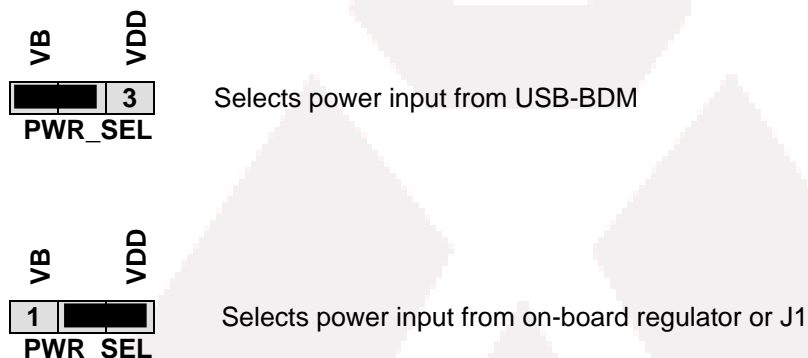 VB VDD
3 Selects power input from USB-BDM
PWR_SEL
VB VDD
1 Selects power input from on-board regulator or J1
PWR_SEL